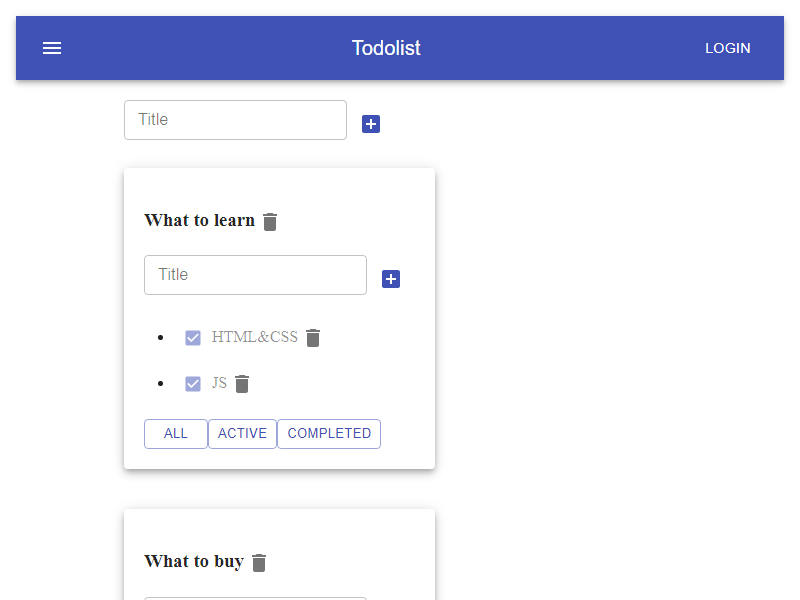 Todolist LOGIN
Title
What to learn
Title
HTML&CSS
JS
ALL ACTIVE COMPLETED
What to buy